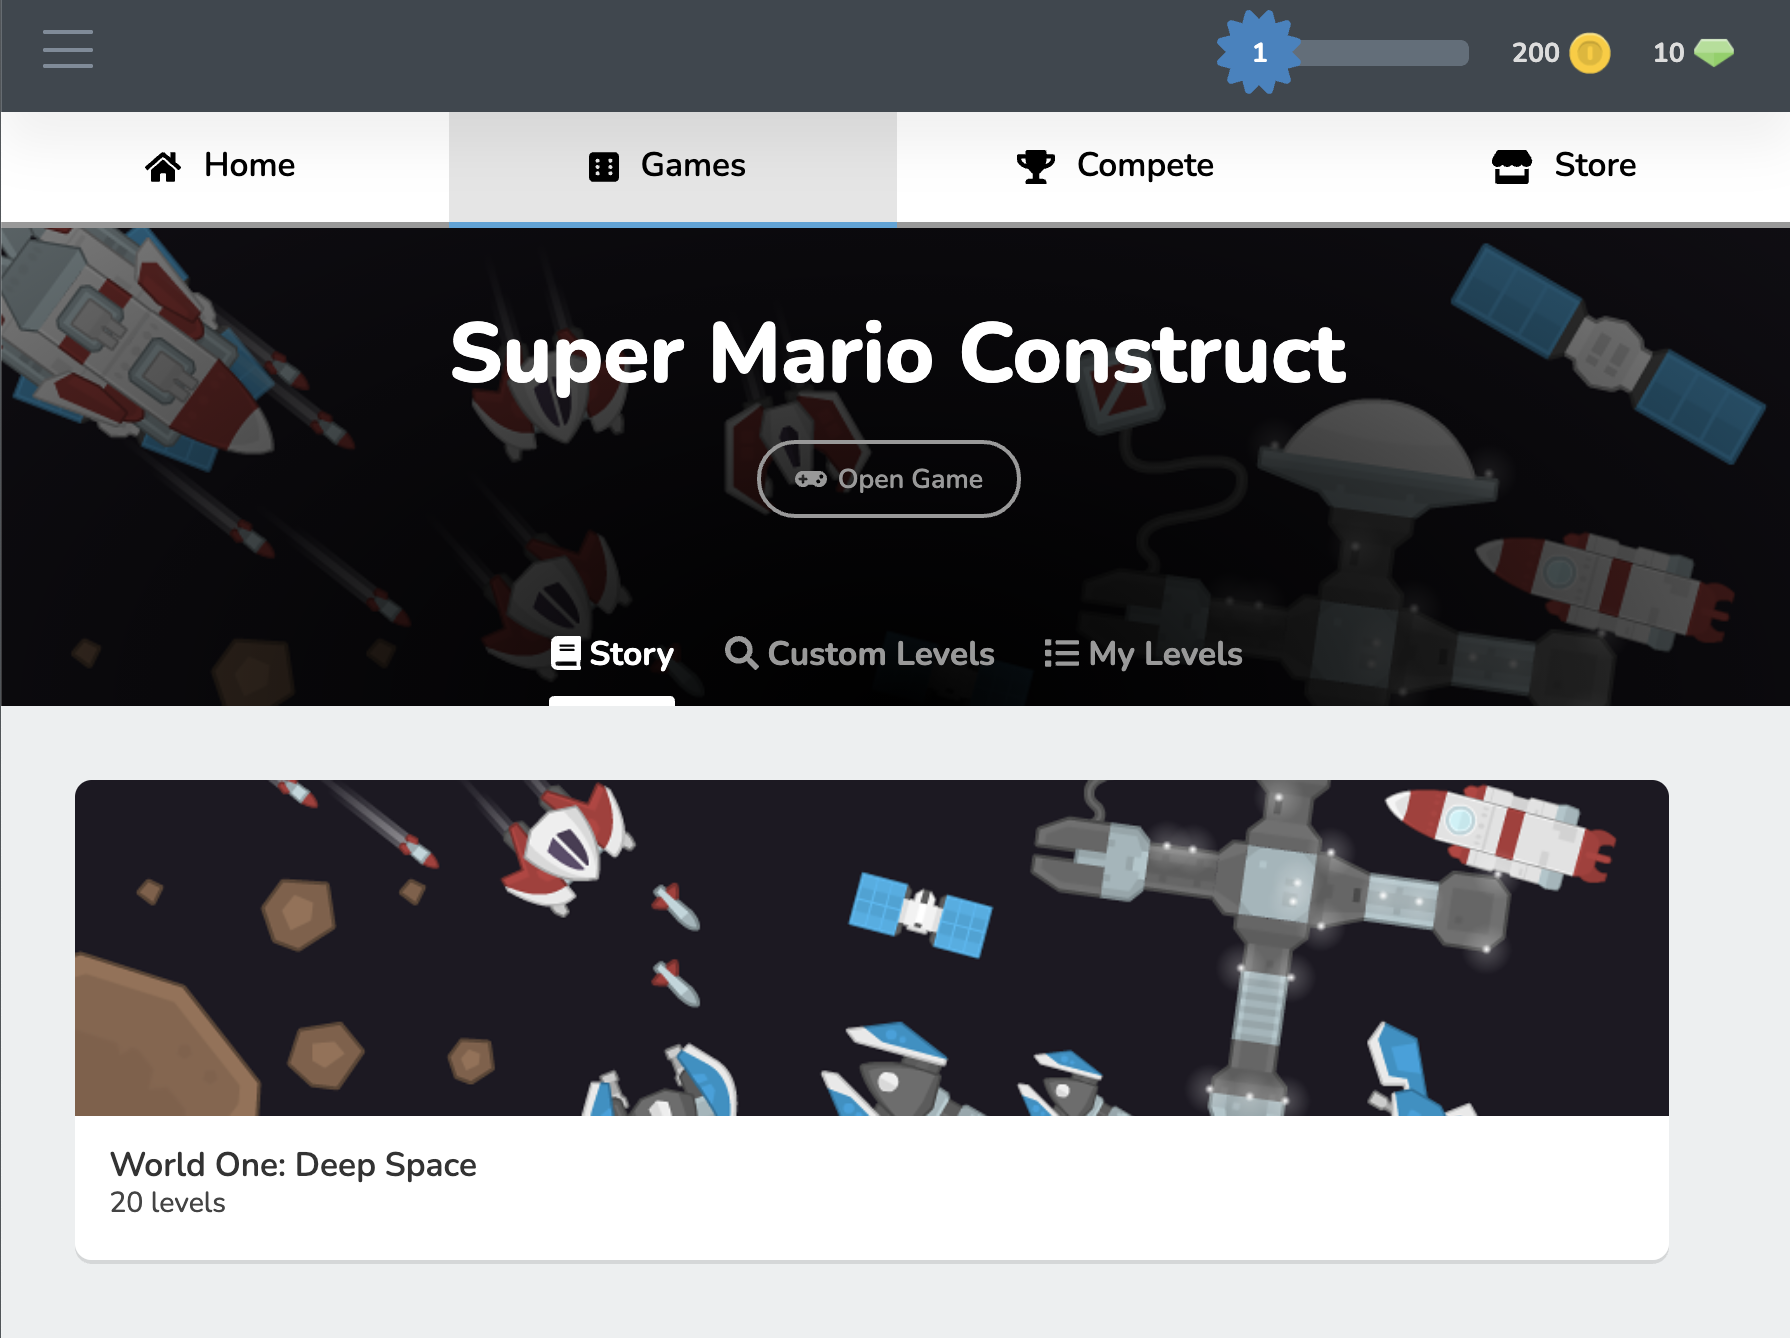 1
200
10
Home
Games
Compete
Store
Super Mario Construct
Open Game
Story
Custom Levels
My Levels
World One: Deep Space
20 levels